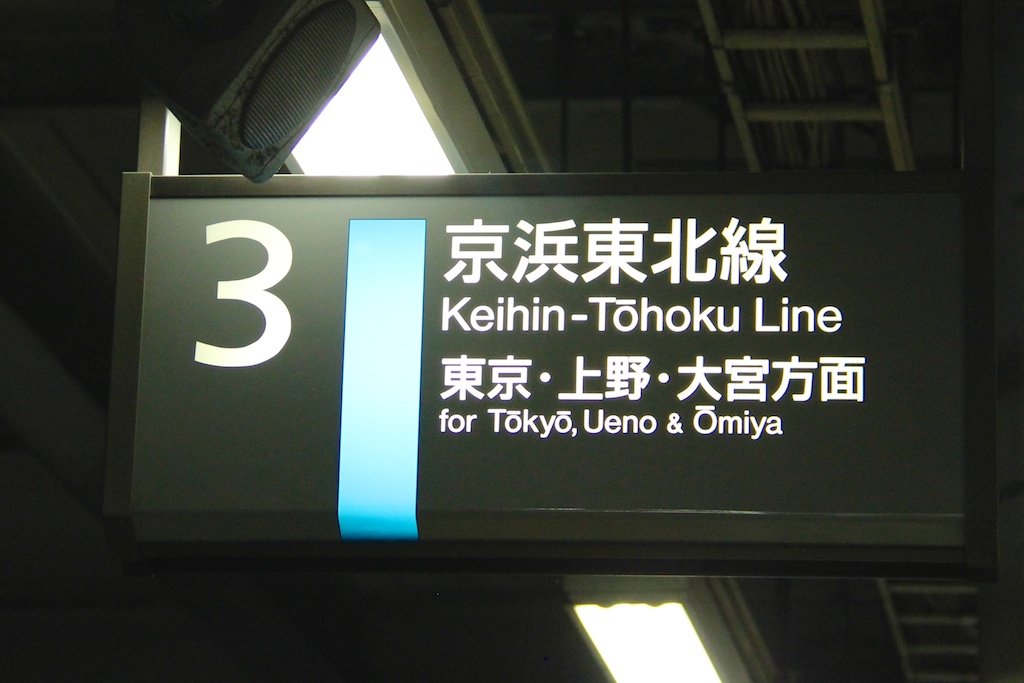 3
京浜東北線
Keihin-Tōhoku Line
東京・上野・大宮方面
for Tōkyō, Ueno & Ōmiya